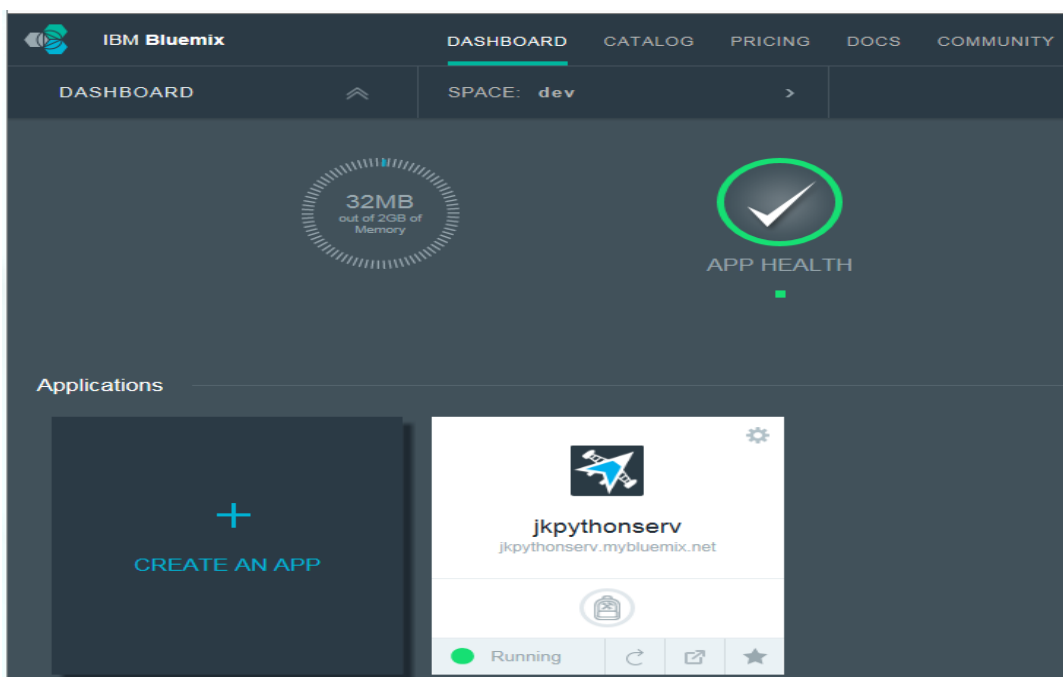 IBM Bluemix
DASHBOARD CATALOG PRICING DOCS COMMUNITY
DASHBOARD
SPACE: dev
32MB
out of 2GB of
Memory
APP HEALTH
Applications
CREATE AN APP
jkpythonserv
jkpythonserv.mybluemix.net
Running